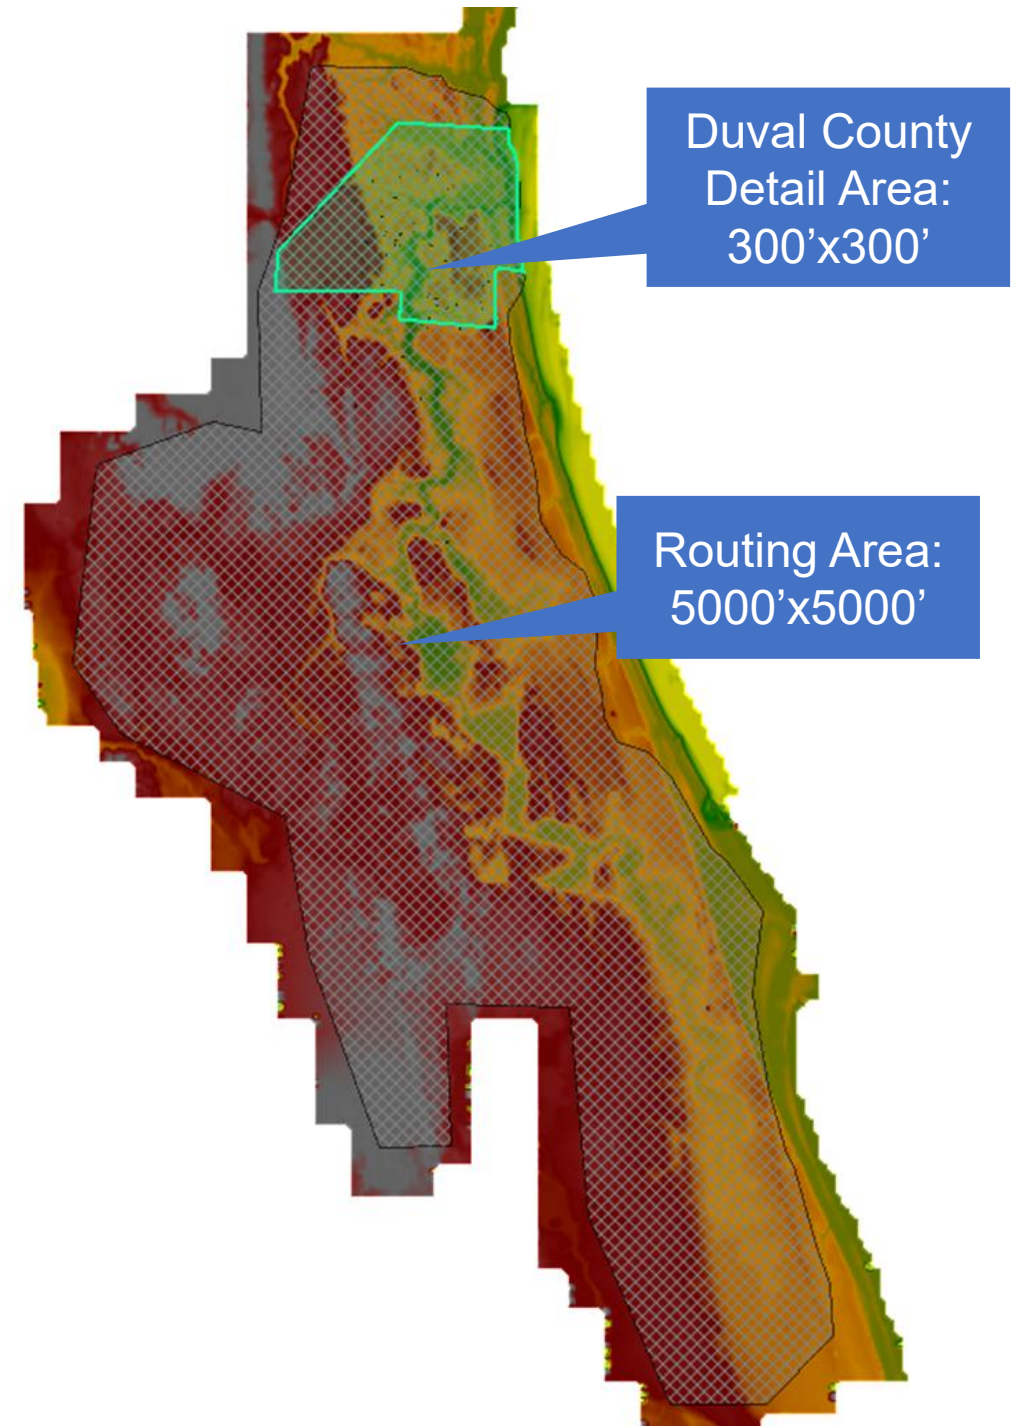 Duval County
Detail Area:
300’x300’
Routing Area:
5000’x5000’